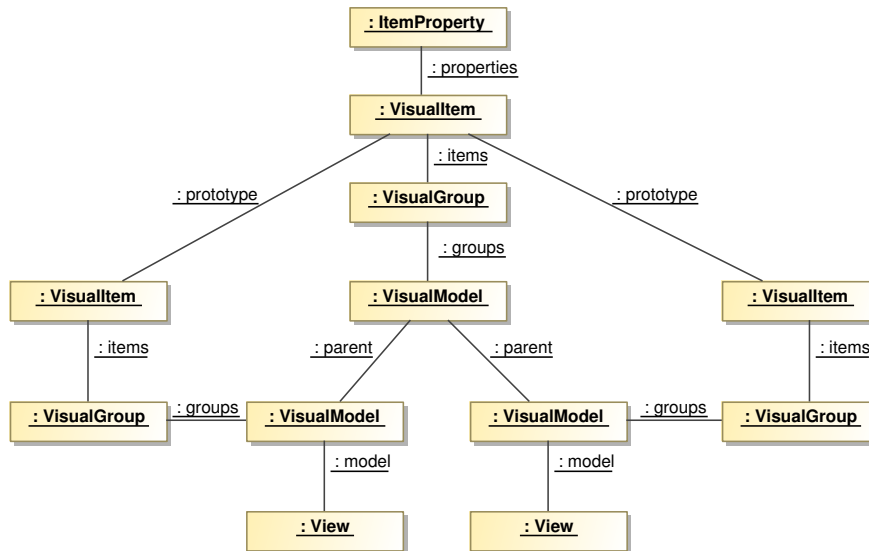 : ItemProperty
: properties
: VisualItem
: items
: prototype
: prototype
: VisualGroup
: groups
: VisualItem
: VisualModel
: VisualItem
: items
: parent
: parent
: items
: VisualGroup
: groups
: VisualModel
: VisualModel
: groups
: VisualGroup
: model
: model
: View
: View